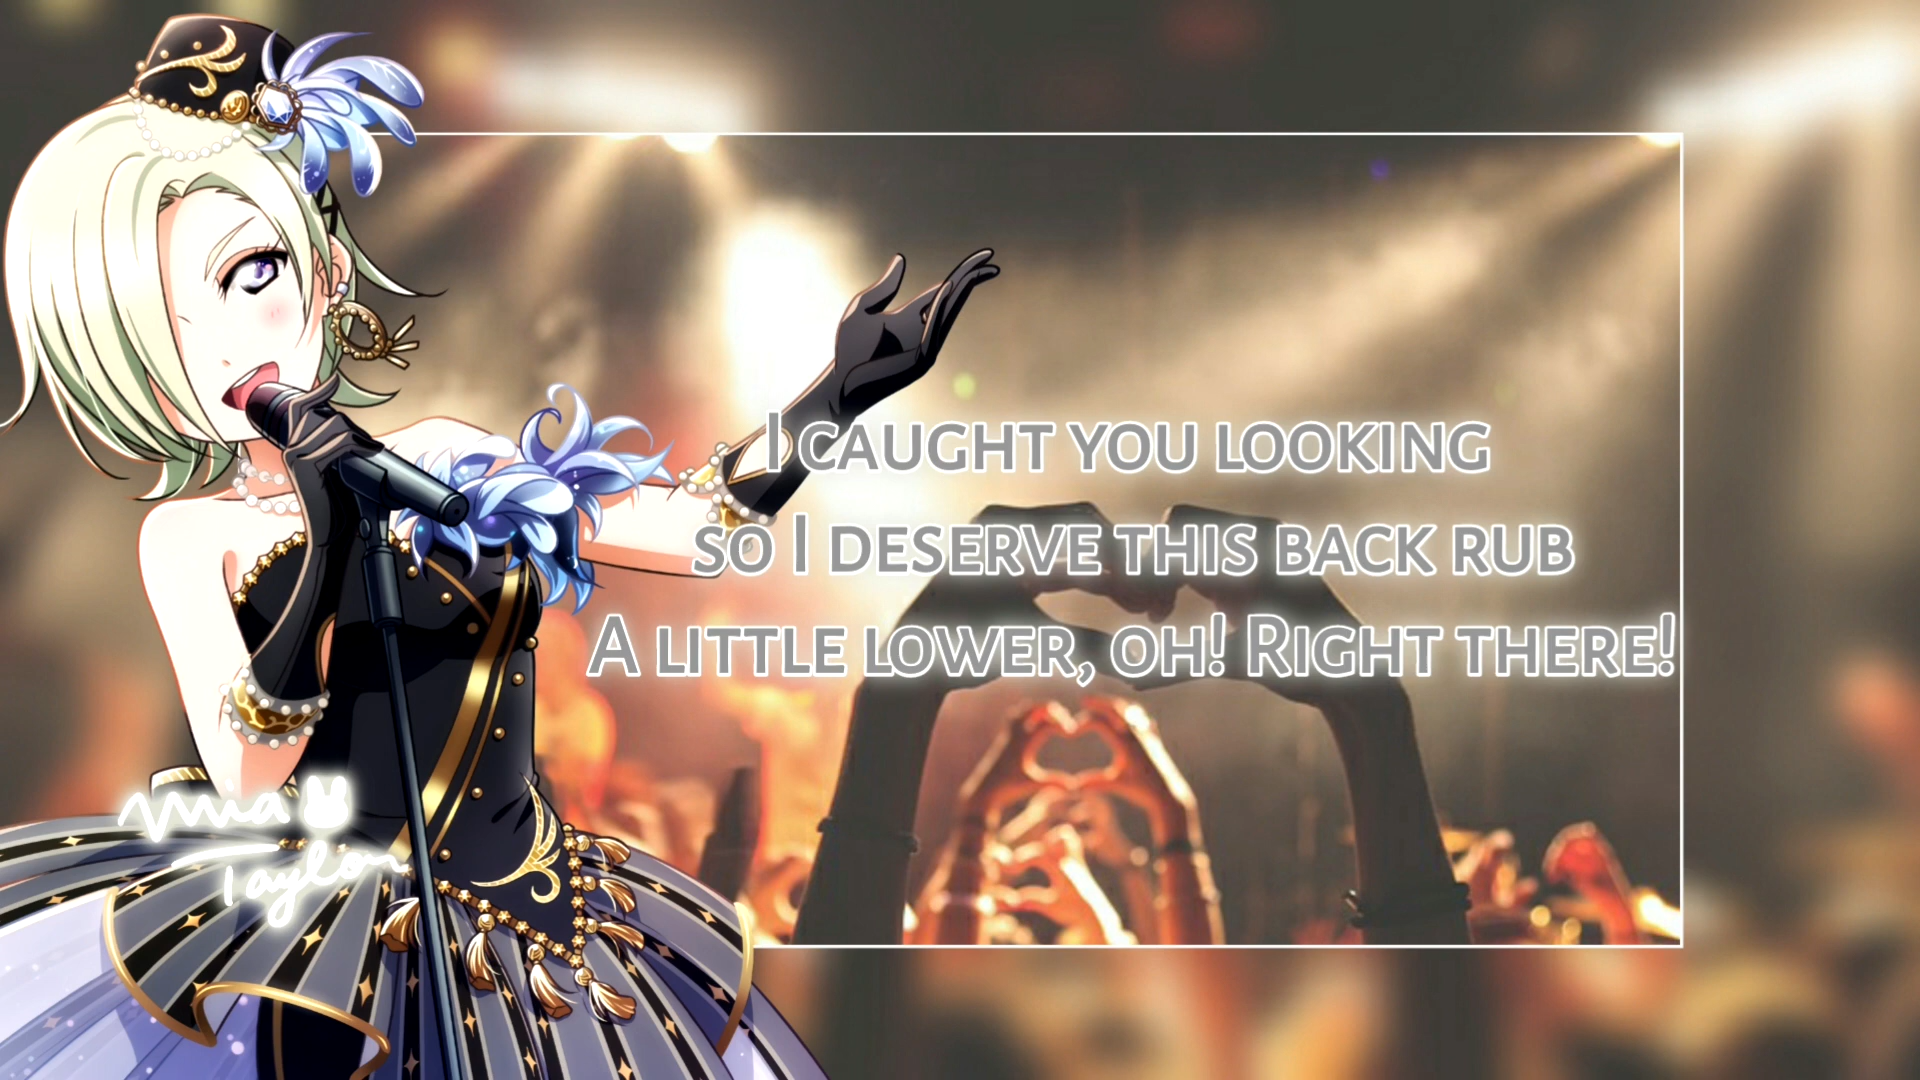 I caught you looking
so I deserve this back rub
A little lower, oh! Right there!
Mia
Taylor